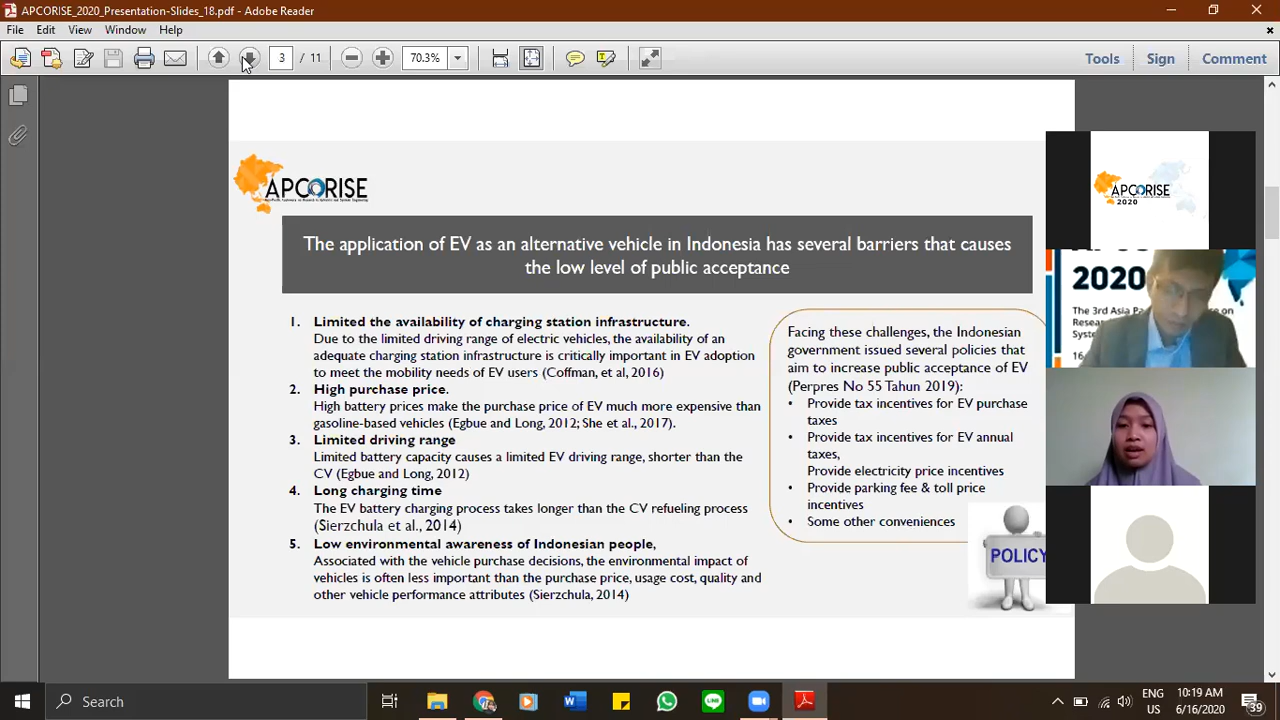 APCORISE_2020_Presentation-Slides_18.pdf - Adobe Reader
File Edit View Window Help
3 / 11
70.3%
Tools Sign Comment
APCORISE
The application of EV as an alternative vehicle in Indonesia has several barriers that causes
the low level of public acceptance
1. Limited the availability of charging station infrastructure.
Due to the limited driving range of electric vehicles, the availability of an
adequate charging station infrastructure is critically important in EV adoption
to meet the mobility needs of EV users (Coffman, et al, 2016)
2. High purchase price.
High battery prices make the purchase price of EV much more expensive than
gasoline-based vehicles (Egbue and Long, 2012; She et al., 2017).
3. Limited driving range
Limited battery capacity causes a limited EV driving range, shorter than the
CV (Egbue and Long, 2012)
4. Long charging time
The EV battery charging process takes longer than the CV refueling process
(Sierzchula et al., 2014)
5. Low environmental awareness of Indonesian people,
Associated with the vehicle purchase decisions, the environmental impact of
vehicles is often less important than the purchase price, usage cost, quality and
other vehicle performance attributes (Sierzchula, 2014)
Facing these challenges, the Indonesian
government issued several policies that
aim to increase public acceptance of EV
(Perpres No 55 Tahun 2019):
• Provide tax incentives for EV purchase
taxes
• Provide tax incentives for EV annual
taxes,
Provide electricity price incentives
• Provide parking fee & toll price
incentives
• Some other conveniences
POLICY
APCORISE
2020
2020
The 3rd Asia Pa
Resea
Syste
16
on
Search
ENG
US
10:19 AM
6/16/2020
39